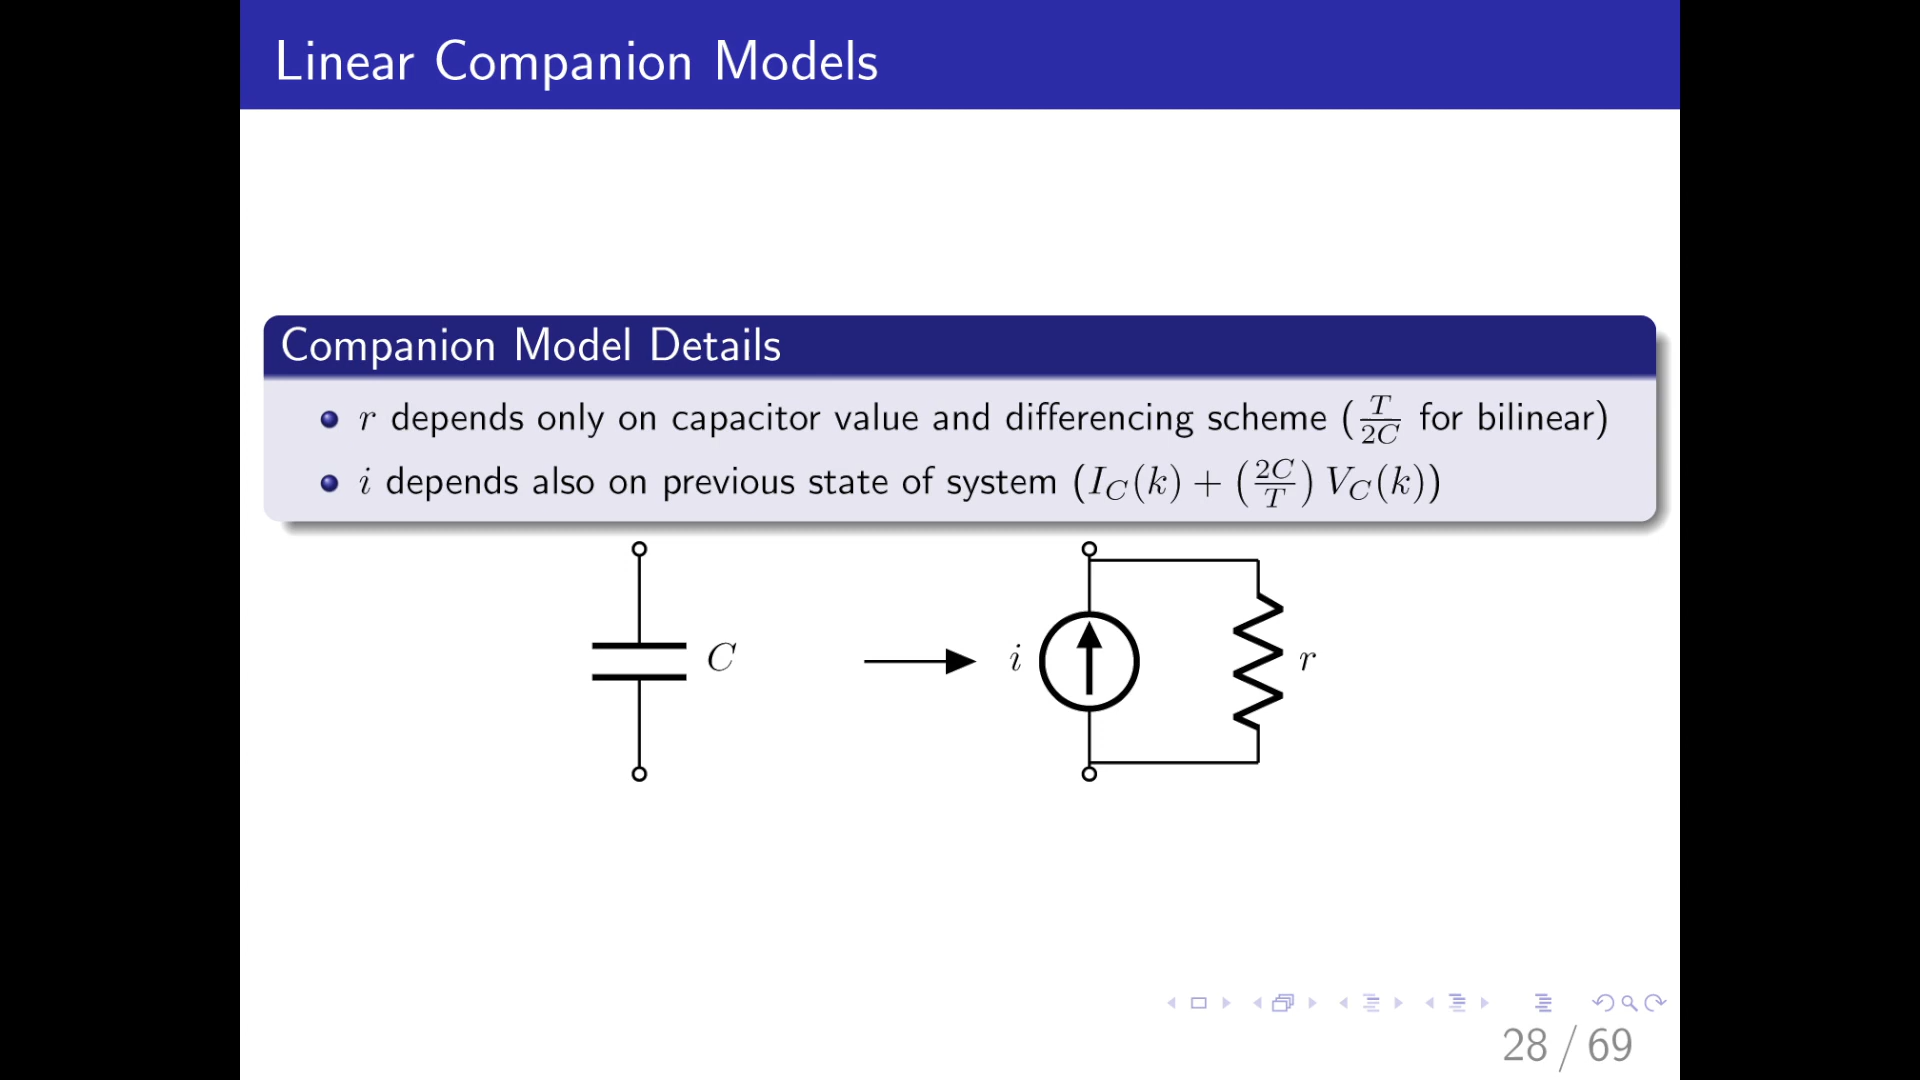 Linear Companion Models
Companion Model Details
r depends only on capacitor value and differencing scheme (T/2C for bilinear)
i depends also on previous state of system (I_C(k) + (2C/T) V_C(k))
C
i
r
28 / 69